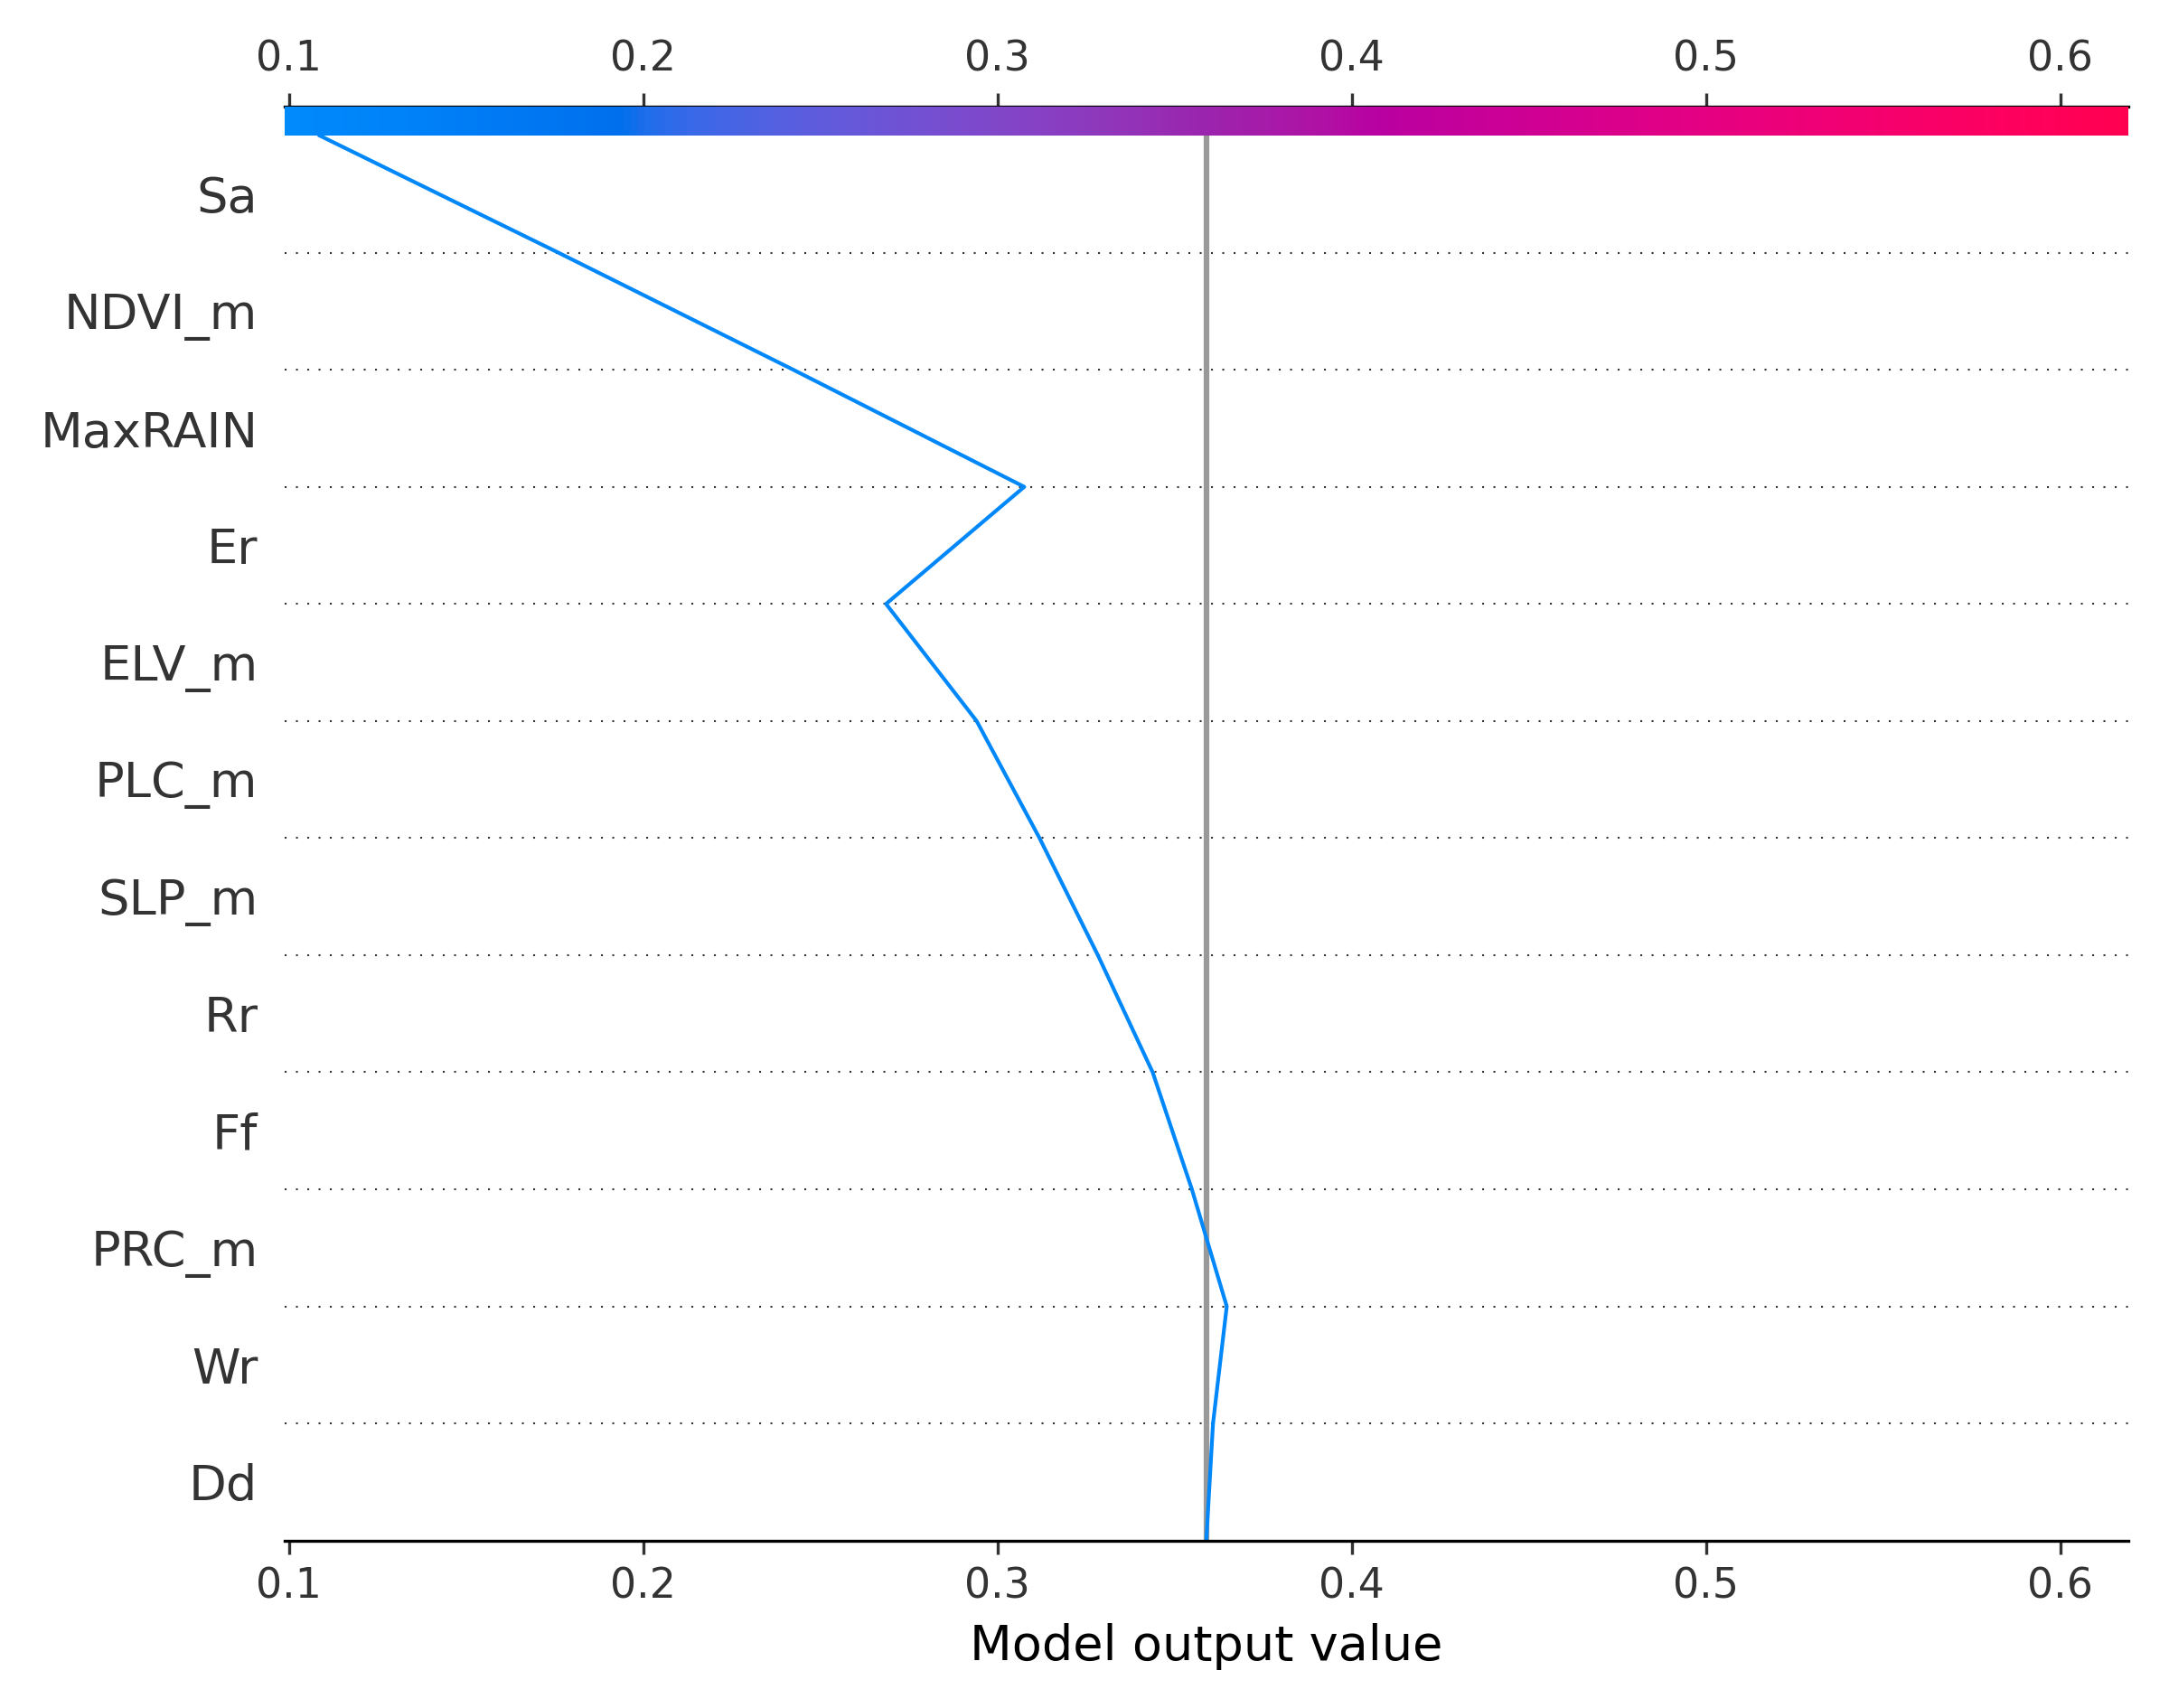 0.1 0.2 0.3 0.4 0.5 0.6
Sa
NDVI_m
MaxRAIN
Er
ELV_m
PLC_m
SLP_m
Rr
Ff
PRC_m
Wr
Dd
0.1 0.2 0.3 0.4 0.5 0.6
Model output value